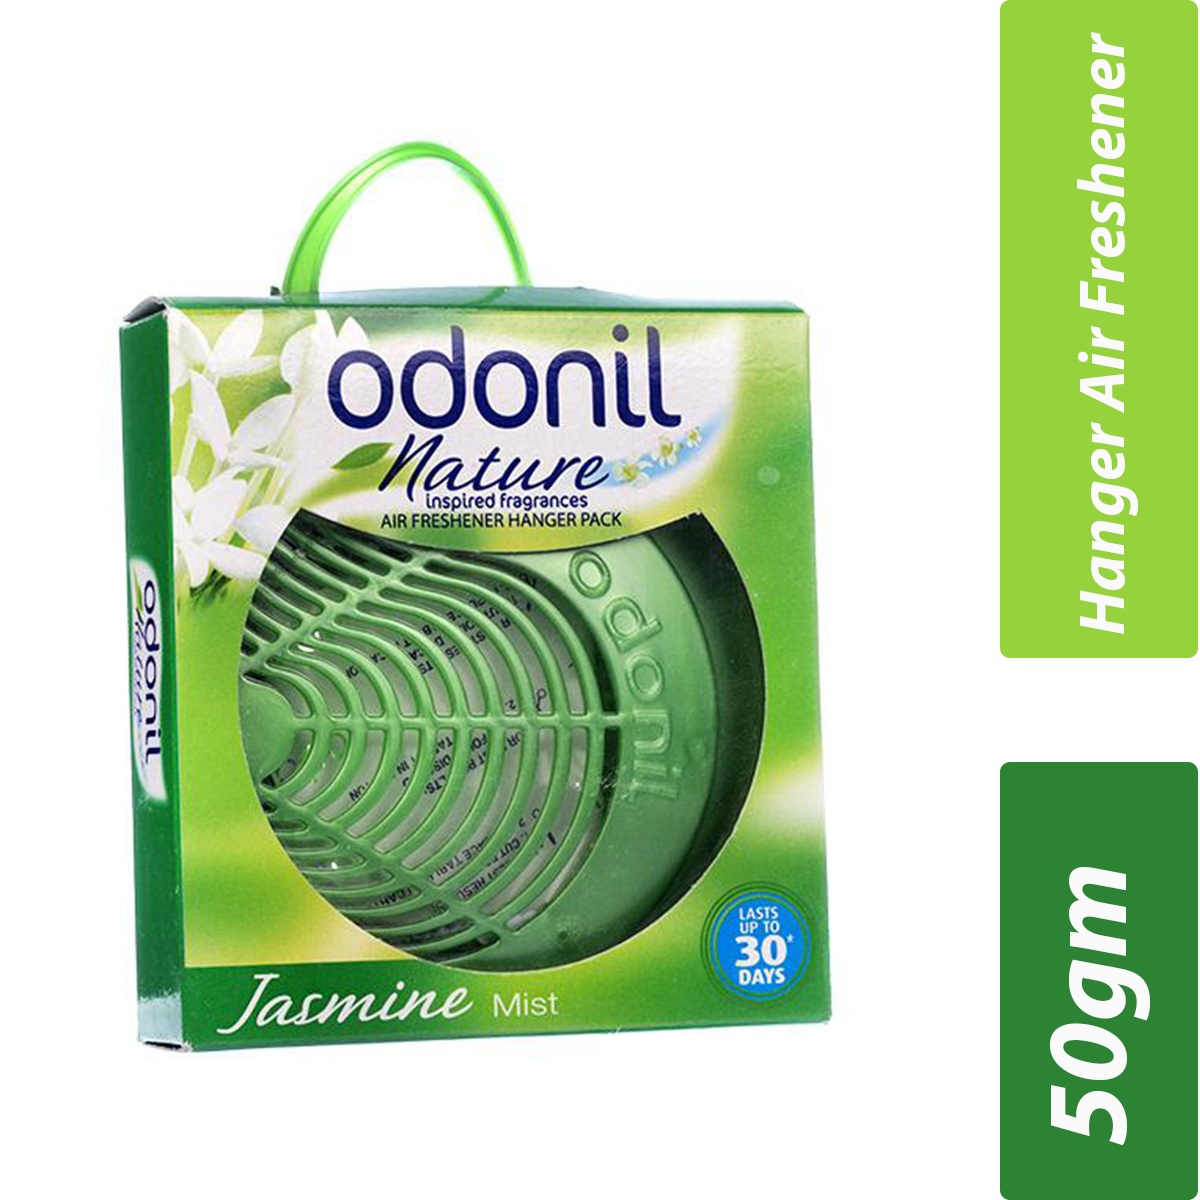 odonil
Nature
inspired fragrances
AIR FRESHENER HANGER PACK
odonil
odonil
Nature
LASTS
UP TO
30*
DAYS
Jasmine Mist
Hanger Air Freshener
50gm